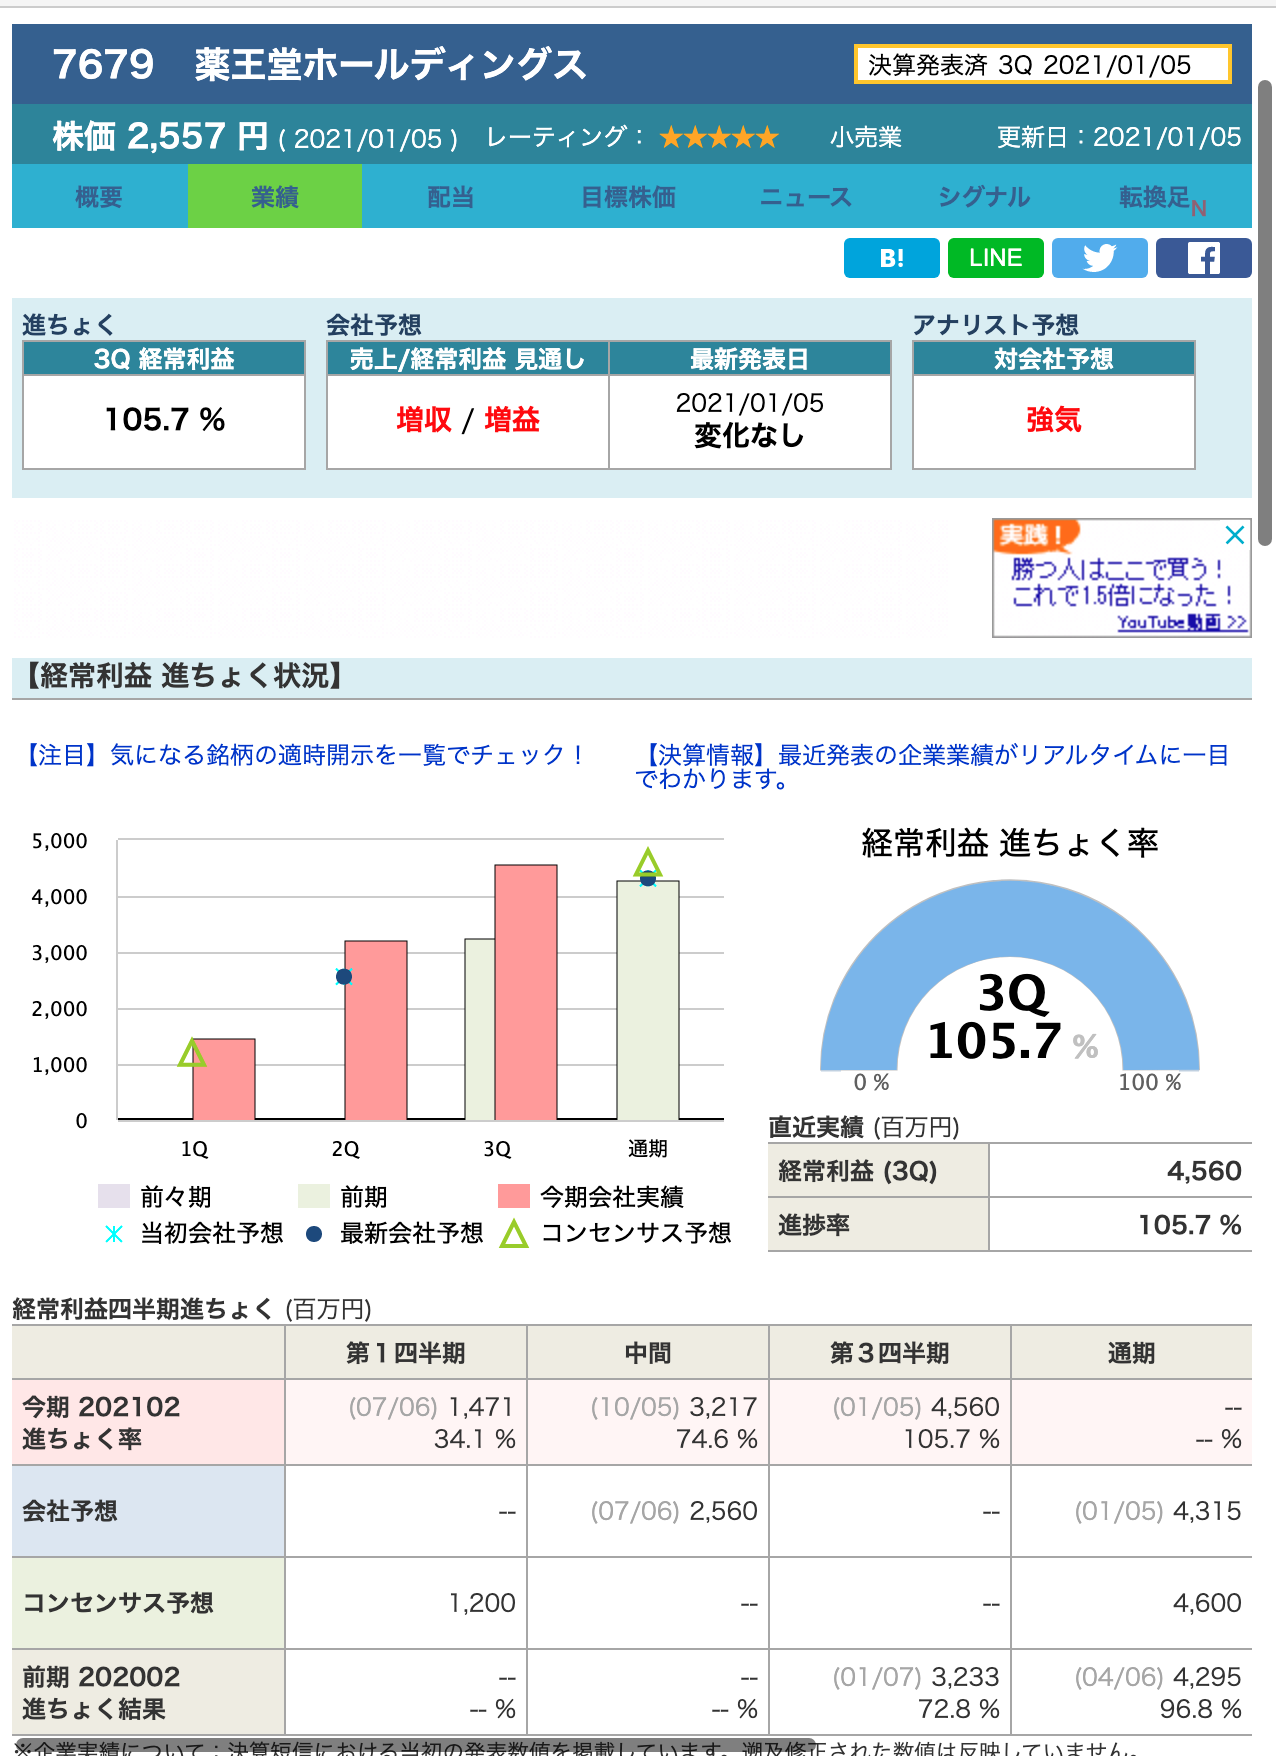 7679 薬王堂ホールディングス
決算発表済 3Q 2021/01/05
株価 2,557 円 ( 2021/01/05 ) レーティング： ★★★★★ 小売業 更新日：2021/01/05
概要 業績 配当 目標株価 ニュース シグナル 転換足N
B! LINE
進ちょく 会社予想 アナリスト予想
3Q 経常利益 売上/経常利益 見通し 最新発表日 対会社予想
105.7 % 増収 / 増益 2021/01/05 強気
変化なし
実践！
勝つ人はここで買う！
これで1.5倍になった！
YouTube動画 >>
【経常利益 進ちょく状況】
【注目】気になる銘柄の適時開示を一覧でチェック！
【決算情報】最近発表の企業業績がリアルタイムに一目
でわかります。
5,000
4,000
3,000
2,000
1,000
0
1Q 2Q 3Q 通期
前々期 前期 今期会社実績
当初会社予想 最新会社予想 コンセンサス予想
経常利益 進ちょく率
3Q
105.7 %
0 % 100 %
直近実績 (百万円)
経常利益 (3Q) 4,560
進捗率 105.7 %
経常利益四半期進ちょく (百万円)
第１四半期 中間 第３四半期 通期
今期 202102 (07/06) 1,471 (10/05) 3,217 (01/05) 4,560 --
進ちょく率 34.1 % 74.6 % 105.7 % -- %
会社予想 -- (07/06) 2,560 -- (01/05) 4,315
コンセンサス予想 1,200 -- -- 4,600
前期 202002 -- -- (01/07) 3,233 (04/06) 4,295
進ちょく結果 -- % -- % 72.8 % 96.8 %
※企業実績について：決算短信における当初の発表数値を掲載しています。遡及修正された数値は反映していません。